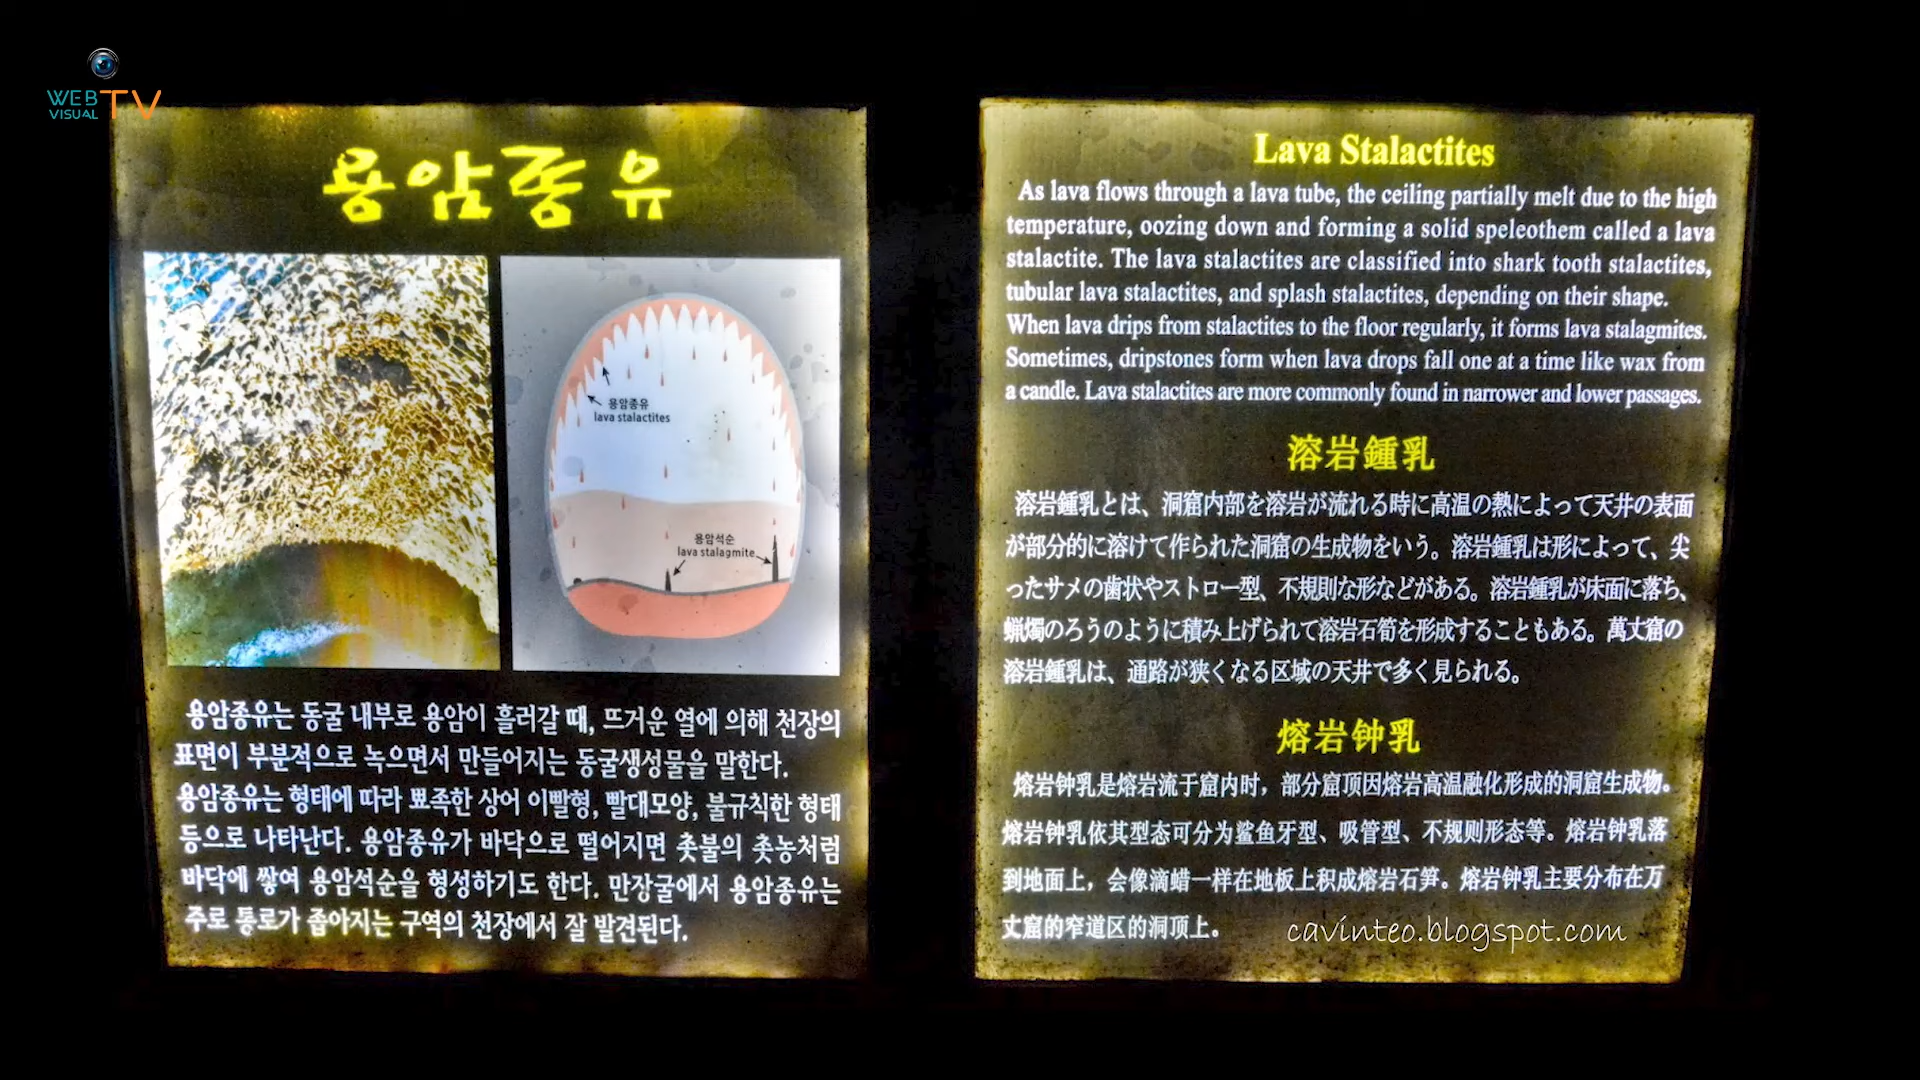 WEB
VISUAL TV
용암종유
용암종유
lava stalactites
용암석순
lava stalagmite
용암종유는 동굴 내부로 용암이 흘러갈 때, 뜨거운 열에 의해 천장의
표면이 부분적으로 녹으면서 만들어지는 동굴생성물을 말한다.
용암종유는 형태에 따라 뾰족한 상어 이빨형, 빨대모양, 불규칙한 형태
등으로 나타난다. 용암종유가 바닥으로 떨어지면 촛불의 촛농처럼
바닥에 쌓여 용암석순을 형성하기도 한다. 만장굴에서 용암종유는
주로 통로가 좁아지는 구역의 천장에서 잘 발견된다.
Lava Stalactites
As lava flows through a lava tube, the ceiling partially melt due to the high
temperature, oozing down and forming a solid speleothem called a lava
stalactite. The lava stalactites are classified into shark tooth stalactites,
tubular lava stalactites, and splash stalactites, depending on their shape.
When lava drips from stalactites to the floor regularly, it forms lava stalagmites.
Sometimes, dripstones form when lava drops fall one at a time like wax from
a candle. Lava stalactites are more commonly found in narrower and lower passages.
溶岩鍾乳
溶岩鍾乳とは、洞窟内部を溶岩が流れる時に高温の熱によって天井の表面
が部分的に溶けて作られた洞窟の生成物をいう。溶岩鍾乳は形によって、尖
ったサメの歯状やストロー型、不規則な形などがある。溶岩鍾乳が床面に落ち、
蝋燭のろうのように積み上げられて溶岩石筍を形成することもある。萬丈窟の
溶岩鍾乳は、通路が狭くなる区域の天井で多く見られる。
熔岩钟乳
熔岩钟乳是熔岩流于窟内时，部分窟顶因熔岩高温融化形成的洞窟生成物。
熔岩钟乳依其型态可分为鲨鱼牙型、吸管型、不规则形态等。熔岩钟乳落
到地面上，会像滴蜡一样在地板上积成熔岩石笋。熔岩钟乳主要分布在万
丈窟的窄道区的洞顶上。
cavinteo.blogspot.com